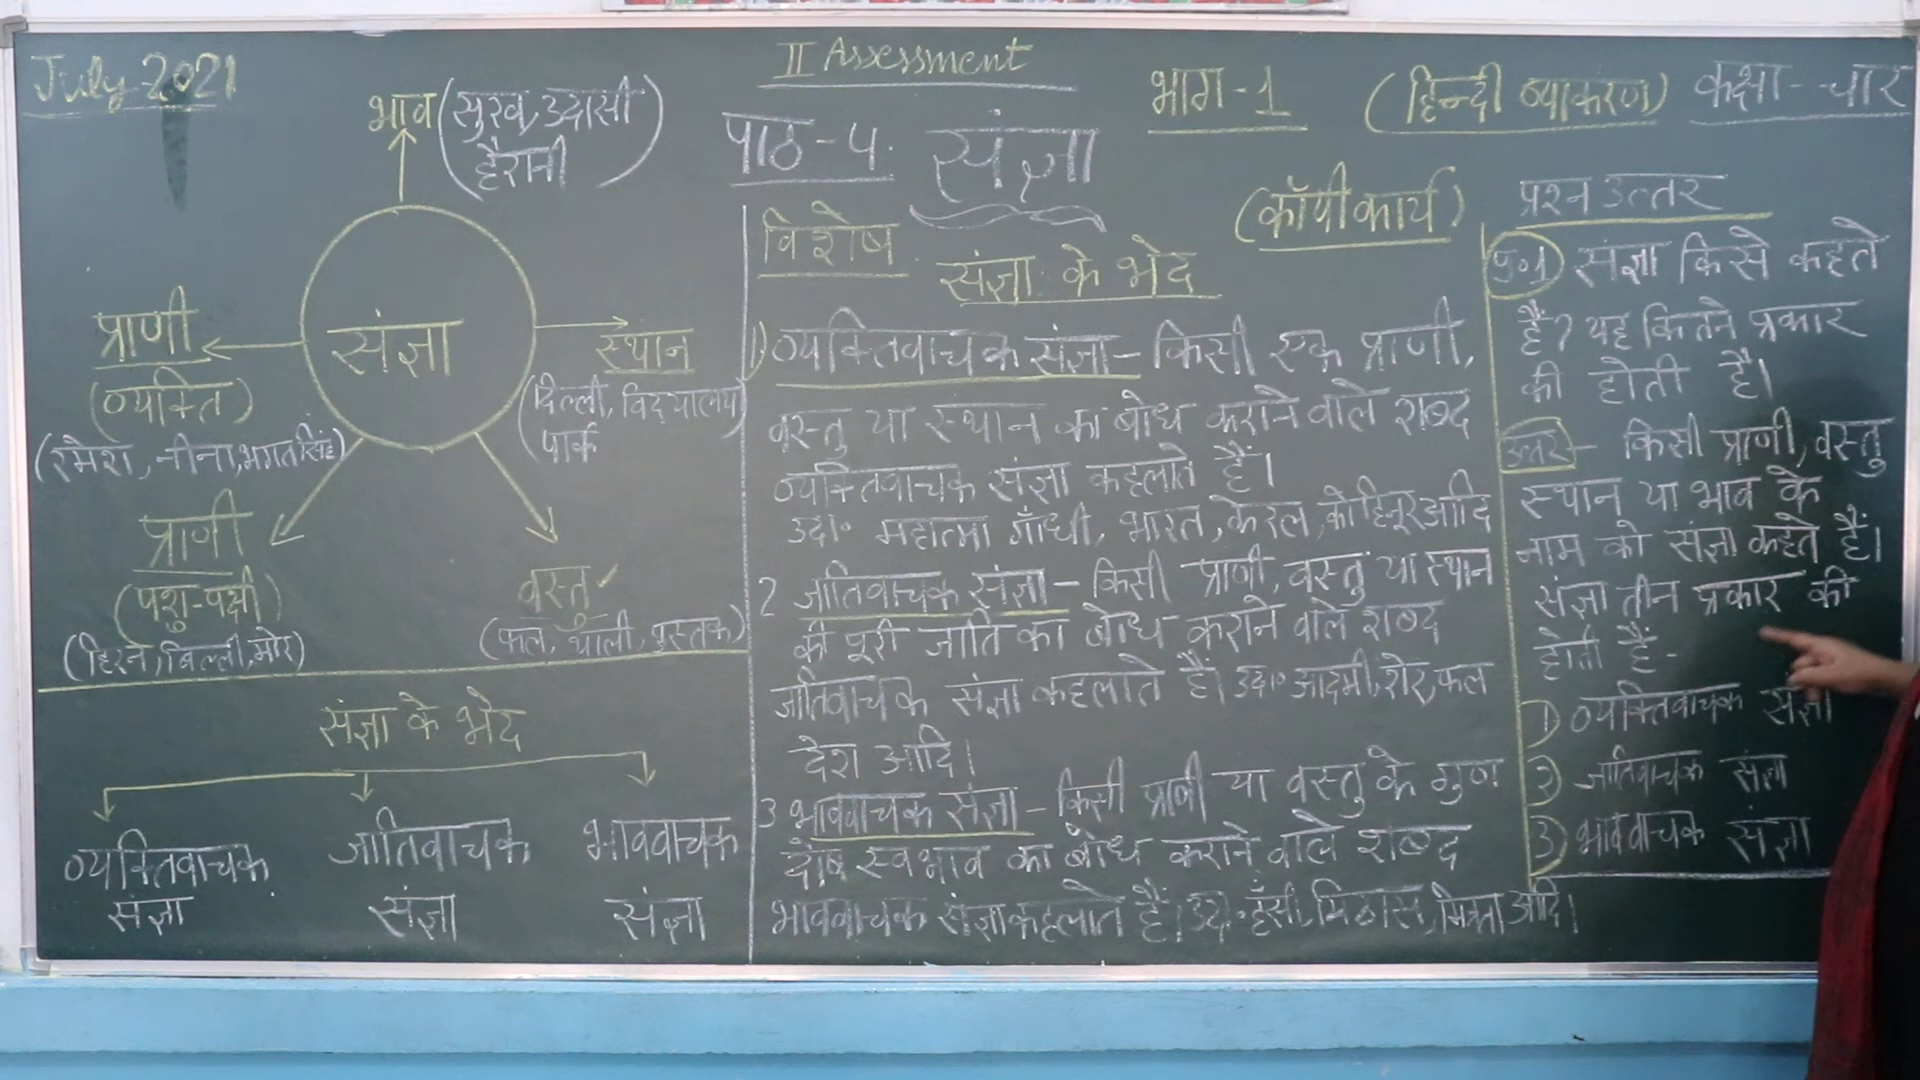 July 2021
II Assessment
भाग-1
(हिन्दी व्याकरण)
कक्षा--चार
पाठ-५. संज्ञा
(कॉपी कार्य)
भाव (सुख, उदासी
हैरानी)
संज्ञा
प्राणी
(व्यक्ति)
(रमेश, नीना, भगत सिंह)
स्थान
(दिल्ली, विद्यालय
पार्क
प्राणी
(पशु-पक्षी)
(हिरन, बिल्ली, मोर)
वस्तु
(फल, थाली, पुस्तक)
संज्ञा के भेद
व्यक्तिवाचक
संज्ञा
जातिवाचक
संज्ञा
भाववाचक
संज्ञा
विशेष
संज्ञा के भेद
1) व्यक्तिवाचक संज्ञा - किसी एक प्राणी,
वस्तु या स्थान का बोध कराने वाले शब्द
व्यक्तिवाचक संज्ञा कहलाते हैं।
उदा॰ महात्मा गाँधी, भारत, केरल, कोहिनूर आदि
2 जातिवाचक संज्ञा - किसी प्राणी, वस्तु या स्थान
की पूरी जाति का बोध कराने वाले शब्द
जातिवाचक संज्ञा कहलाते हैं। उदा॰ आदमी, शेर, फल
देश आदि।
3 भाववाचक संज्ञा - किसी प्राणी या वस्तु के गुण
दोष स्वभाव का बोध कराने वाले शब्द
भाववाचक संज्ञा कहलाते हैं। उदा॰ हँसी, मिठास, मित्रता आदि।
प्रश्न उत्तर
प्र॰1 संज्ञा किसे कहते
हैं? यह कितने प्रकार
की होती है।
उत्तर - किसी प्राणी, वस्तु
स्थान या भाव के
नाम को संज्ञा कहते हैं।
संज्ञा तीन प्रकार की
होती हैं-
1) व्यक्तिवाचक संज्ञा
2) जातिवाचक संज्ञा
3) भाववाचक संज्ञा